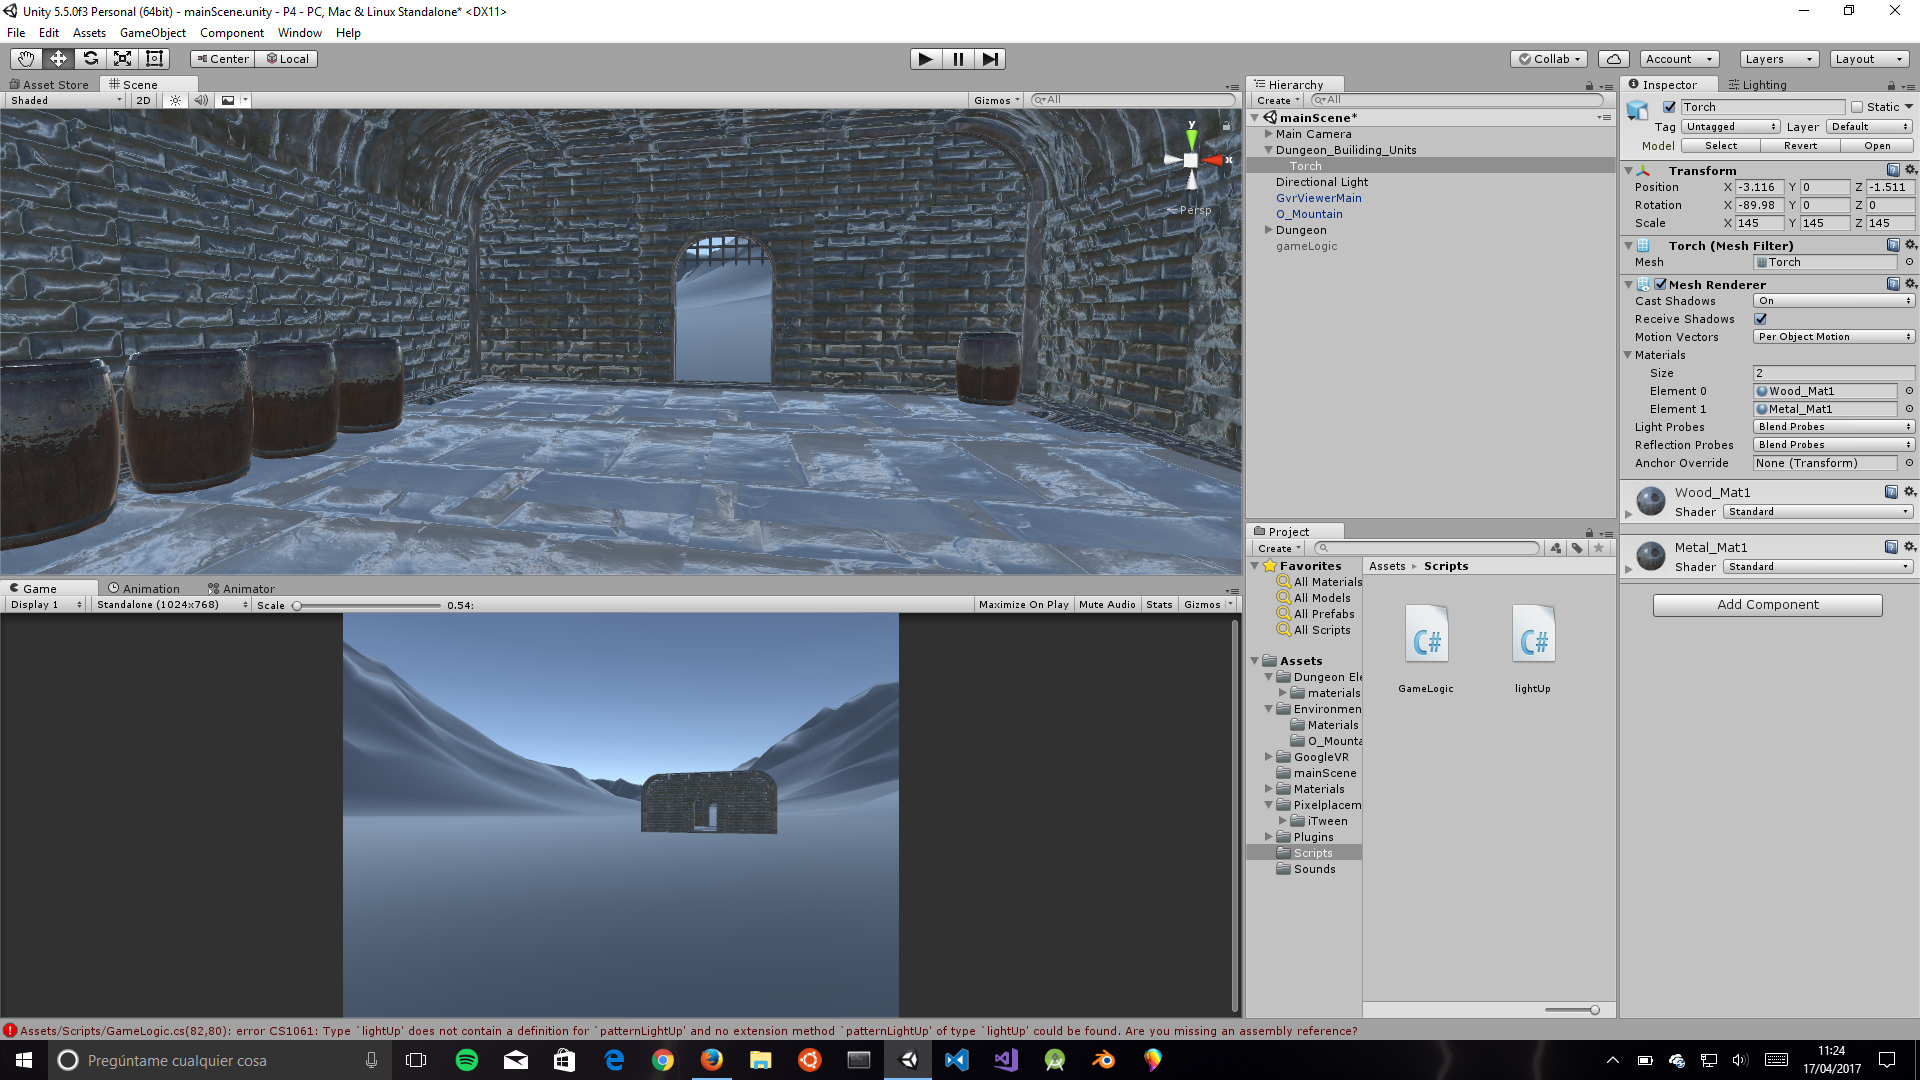 Unity 5.5.0f3 Personal (64bit) - mainScene.unity - P4 - PC, Mac & Linux Standalone* <DX11>
File Edit Assets GameObject Component Window Help
Center Local Collab Account Layers Layout
Asset Store Scene
Shaded 2D Gizmos All
y
x
Persp
Hierarchy
Create All
mainScene*
Main Camera
Dungeon_Builiding_Units
Torch
Directional Light
GvrViewerMain
O_Mountain
Dungeon
gameLogic
Inspector Lighting
Torch Static
Tag Untagged Layer Default
Model Select Revert Open
Transform
Position X -3.116 Y 0 Z -1.511
Rotation X -89.98 Y 0 Z 0
Scale X 145 Y 145 Z 145
Torch (Mesh Filter)
Mesh Torch
Mesh Renderer
Cast Shadows On
Receive Shadows
Motion Vectors Per Object Motion
Materials
Size 2
Element 0 Wood_Mat1
Element 1 Metal_Mat1
Light Probes Blend Probes
Reflection Probes Blend Probes
Anchor Override None (Transform)
Wood_Mat1
Shader Standard
Metal_Mat1
Shader Standard
Add Component
Project
Create
Favorites
All Materials
All Models
All Prefabs
All Scripts
Assets
Dungeon Ele
materials
Environmen
Materials
O_Mounta
GoogleVR
mainScene
Materials
Pixelplacem
iTween
Plugins
Scripts
Sounds
Assets Scripts
C# C#
GameLogic lightUp
Game Animation Animator
Display 1 Standalone (1024x768) Scale 0.54: Maximize On Play Mute Audio Stats Gizmos
Assets/Scripts/GameLogic.cs(82,80): error CS1061: Type `lightUp' does not contain a definition for `patternLightUp' and no extension method `patternLightUp' of type `lightUp' could be found. Are you missing an assembly reference?
Pregúntame cualquier cosa
11:24
17/04/2017